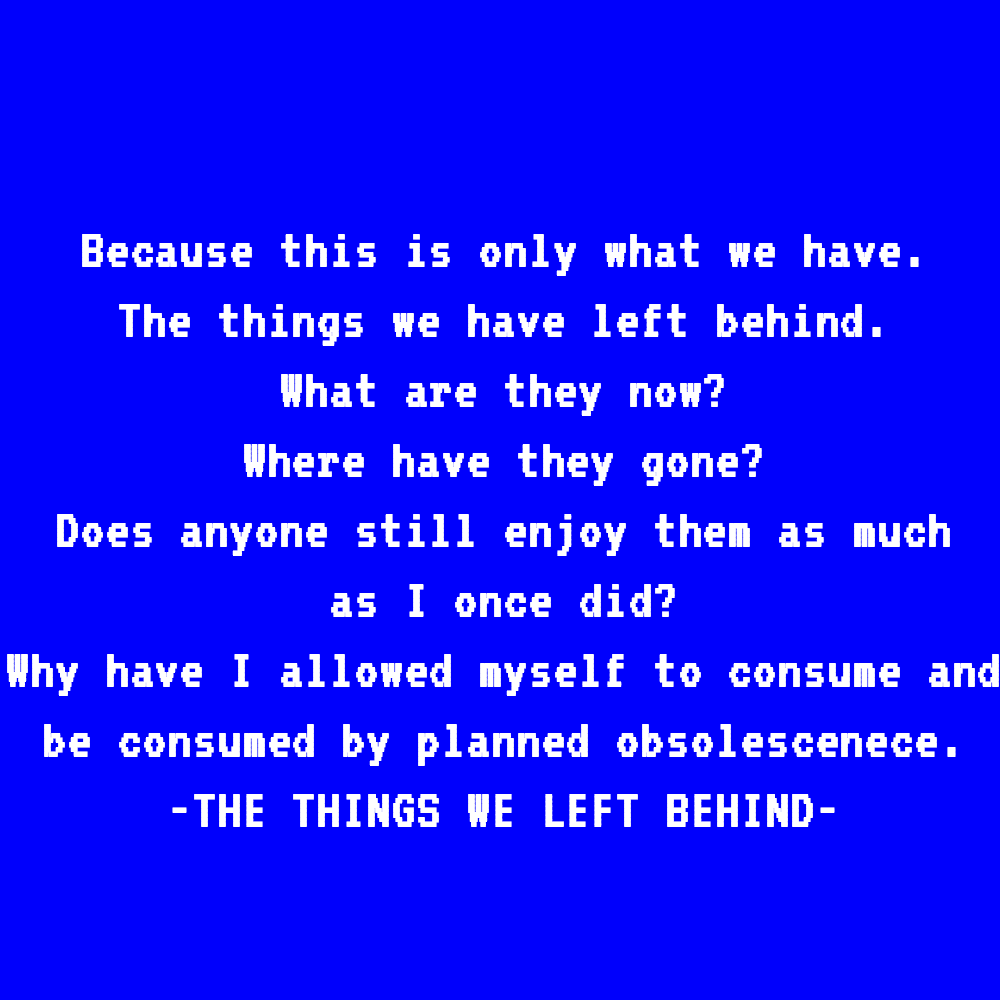 Because this is only what we have.
The things we have left behind.
What are they now?
Where have they gone?
Does anyone still enjoy them as much
as I once did?
Why have I allowed myself to consume and
be consumed by planned obsolescenece.
-THE THINGS WE LEFT BEHIND-